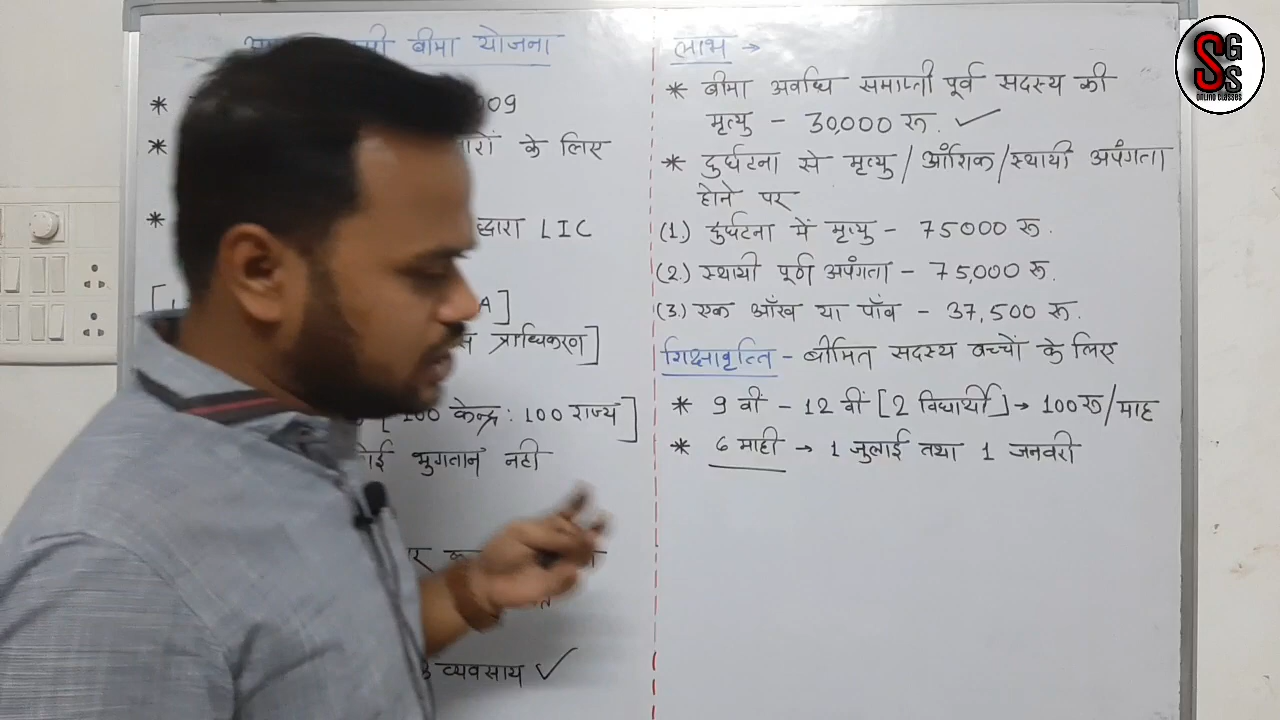 बीमा योजना
*
009
*
के लिए
*
द्वारा LIC
A]
प्राधिकरण]
[100 केन्द्र : 100 राज्य]
भुगतान नही
व्यवसाय ✓
लाभ →
* बीमा अवधि समाप्ती पूर्व सदस्य की
मृत्यु - 30,000 रू. ✓
* दुर्घटना से मृत्यु/आंशिक/स्थायी अपंगता
होने पर
(1.) दुर्घटना में मृत्यु - 75000 रू.
(2.) स्थायी पूर्ण अपंगता - 75,000 रू.
(3.) एक आँख या पाँव - 37,500 रू.
शिक्षावृत्ति - बीमित सदस्य बच्चों के लिए
* 9 वी - 12 वीं [2 विद्यार्थी] → 100 रू/माह
* 6 माही → 1 जुलाई तथा 1 जनवरी
SGS
ONLINE CLASSES